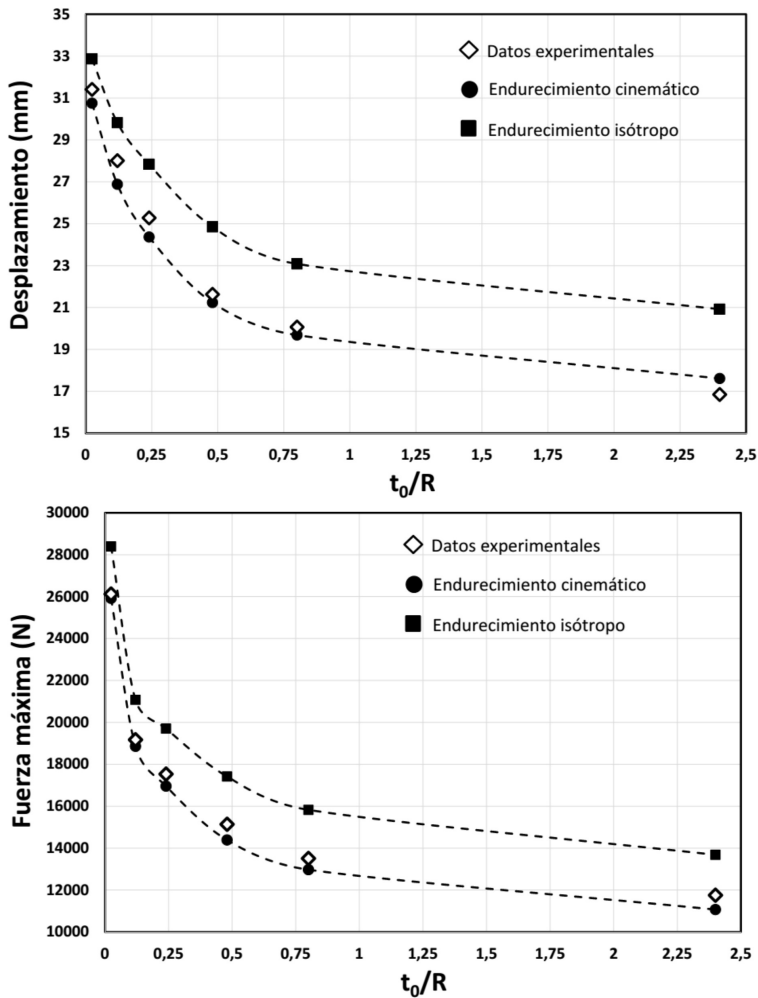 33
31
29
27
25
23
21
19
17
15
Desplazamiento (mm)
Datos experimentales
Endurecimiento cinemático
Endurecimiento isótropo
0 0,25 0,5 0,75 1 1,25 1,5 1,75 2 2,25 2,5
t0/R
30000
28000
26000
24000
22000
20000
18000
16000
14000
12000
10000
Fuerza máxima (N)
Datos experimentales
Endurecimiento cinemático
Endurecimiento isótropo
0 0,25 0,5 0,75 1 1,25 1,5 1,75 2 2,25 2,5
t0/R